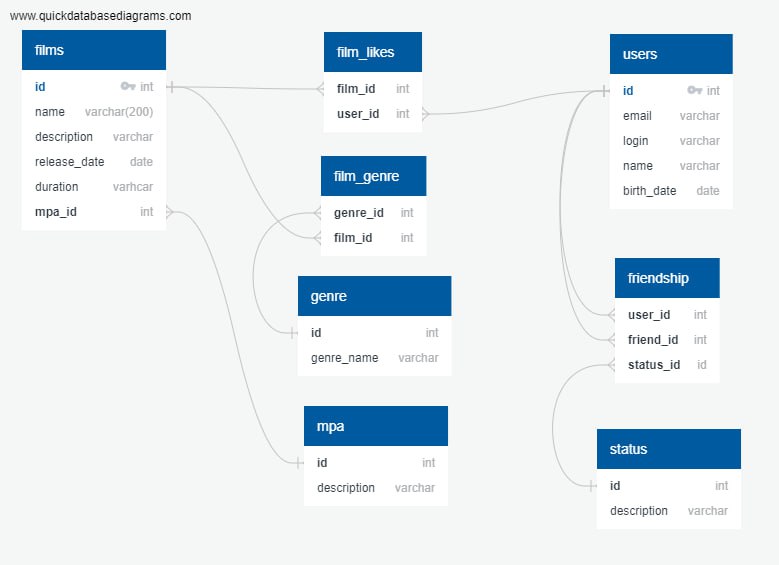 www.quickdatabasediagrams.com
films
id int
name varchar(200)
description varchar
release_date date
duration varhcar
mpa_id int
film_likes
film_id int
user_id int
film_genre
genre_id int
film_id int
genre
id int
genre_name varchar
mpa
id int
description varchar
users
id int
email varchar
login varchar
name varchar
birth_date date
friendship
user_id int
friend_id int
status_id id
status
id int
description varchar